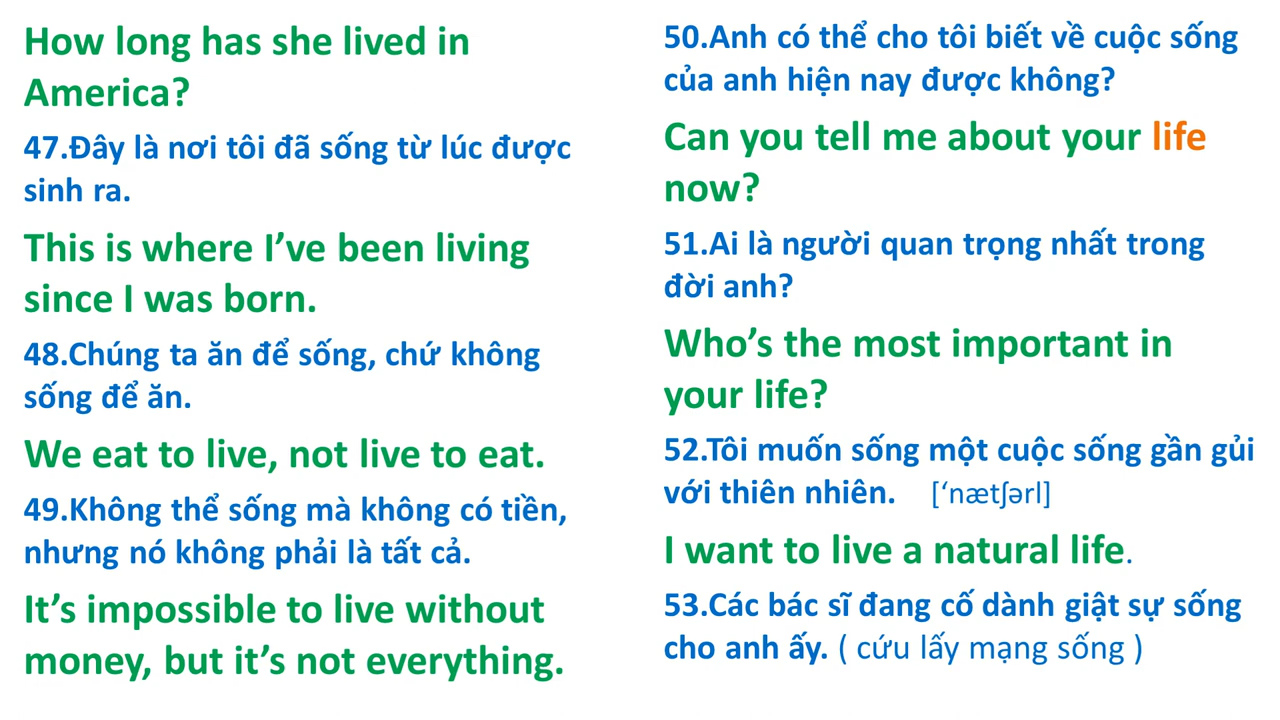 How long has she lived in
America?
47.Đây là nơi tôi đã sống từ lúc được
sinh ra.
This is where I’ve been living
since I was born.
48.Chúng ta ăn để sống, chứ không
sống để ăn.
We eat to live, not live to eat.
49.Không thể sống mà không có tiền,
nhưng nó không phải là tất cả.
It’s impossible to live without
money, but it’s not everything.
50.Anh có thể cho tôi biết về cuộc sống
của anh hiện nay được không?
Can you tell me about your life
now?
51.Ai là người quan trọng nhất trong
đời anh?
Who’s the most important in
your life?
52.Tôi muốn sống một cuộc sống gần gủi
với thiên nhiên. [‘nætʃərl]
I want to live a natural life.
53.Các bác sĩ đang cố dành giật sự sống
cho anh ấy. ( cứu lấy mạng sống )